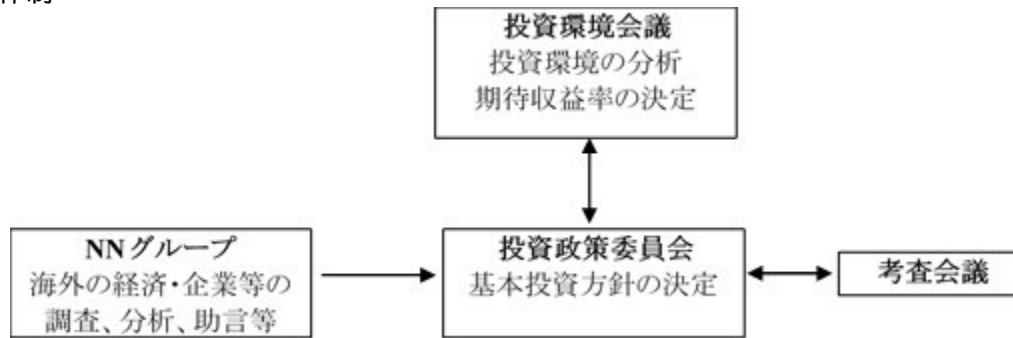 投資環境会議
投資環境の分析
期待収益率の決定
NNグループ
海外の経済・企業等の
調査、分析、助言等
投資政策委員会
基本投資方針の決定
考査会議